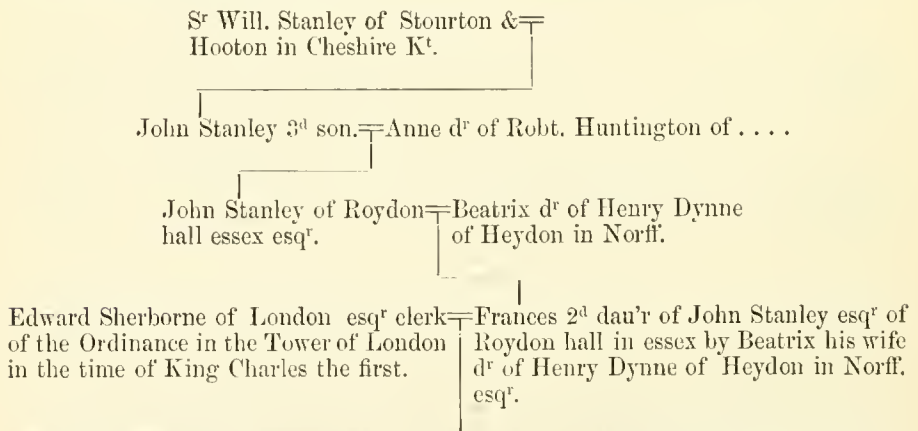 Sʳ Will. Stanley of Stourton &
Hooton in Cheshire Kᵗ.
John Stanley 3ᵈ son.
Anne dʳ of Robt. Huntington of . . . .
John Stanley of Roydon
hall essex esqʳ.
Beatrix dʳ of Henry Dynne
of Heydon in Norff.
Edward Sherborne of London esqʳ clerk
of the Ordinance in the Tower of London
in the time of King Charles the first.
Frances 2ᵈ dau'r of John Stanley esqʳ of
Roydon hall in essex by Beatrix his wife
dʳ of Henry Dynne of Heydon in Norff.
esqʳ.